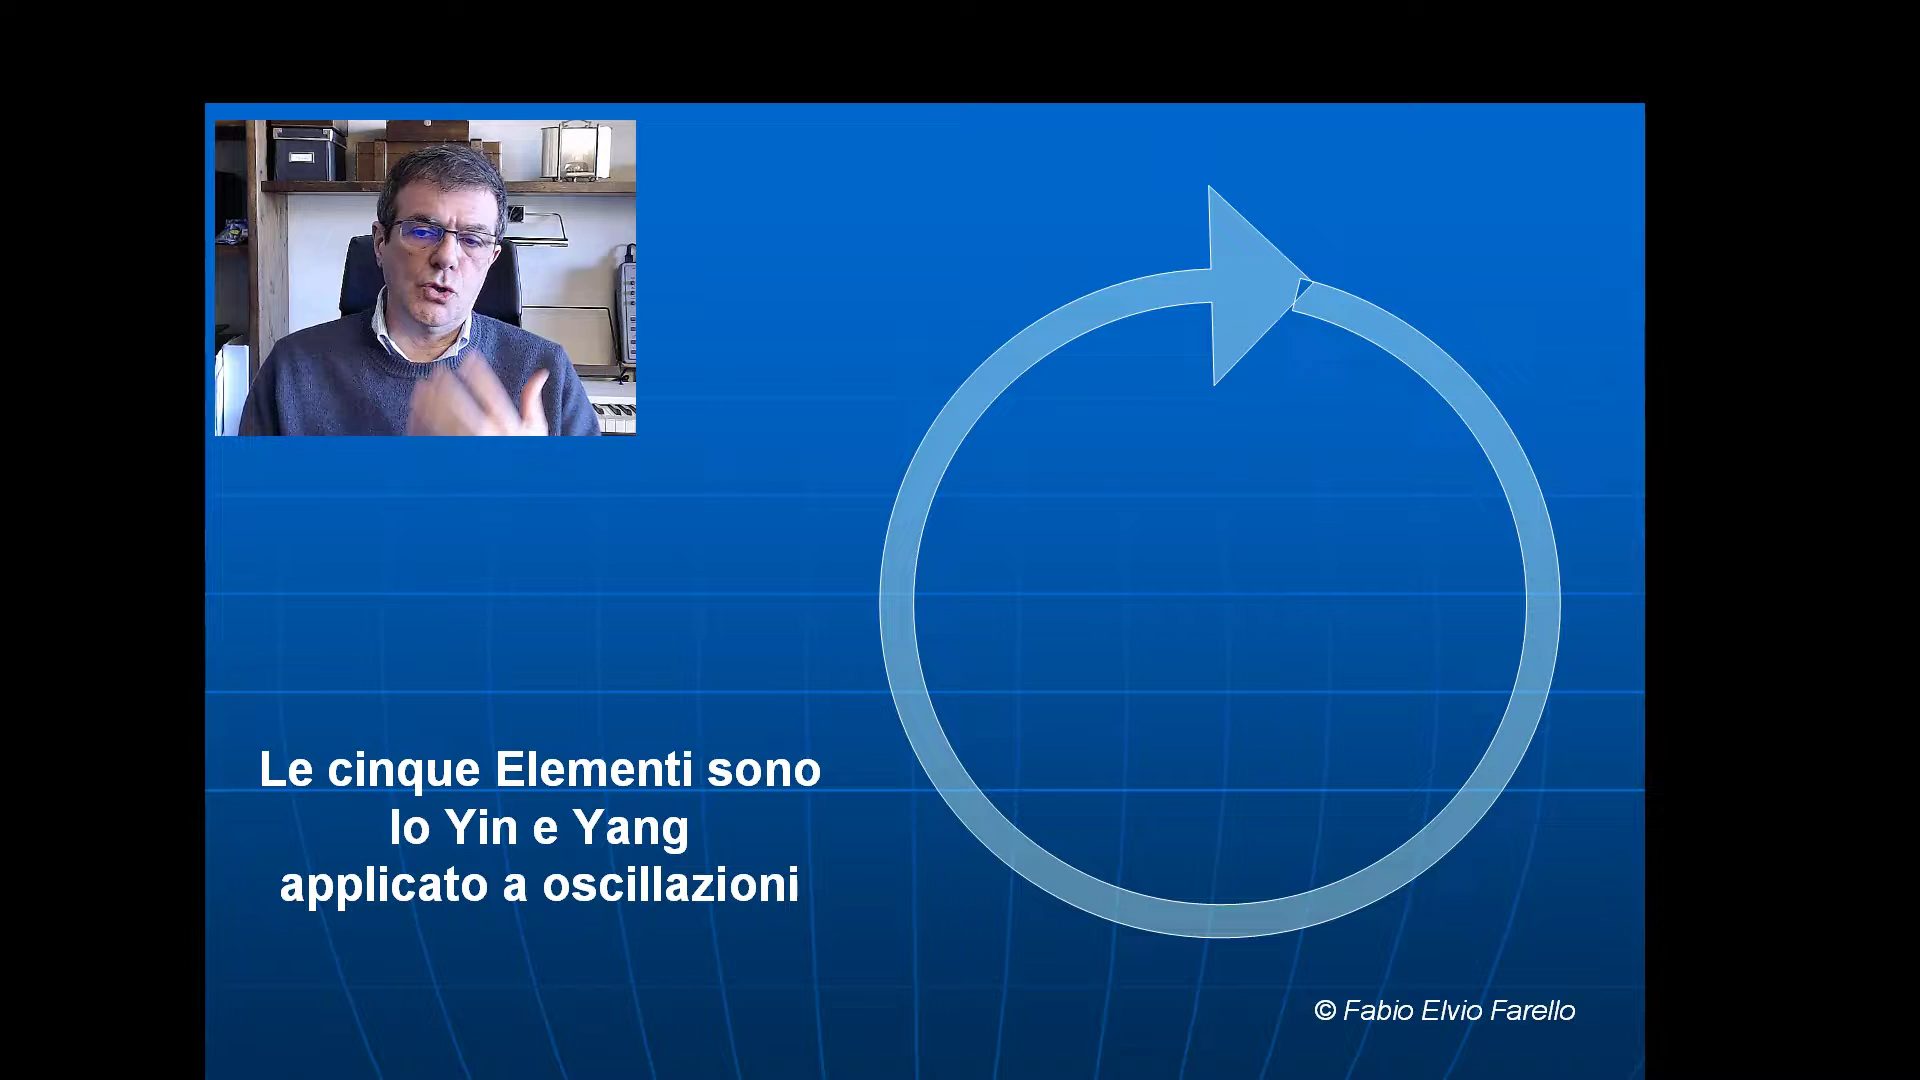 Le cinque Elementi sono
lo Yin e Yang
applicato a oscillazioni
© Fabio Elvio Farello